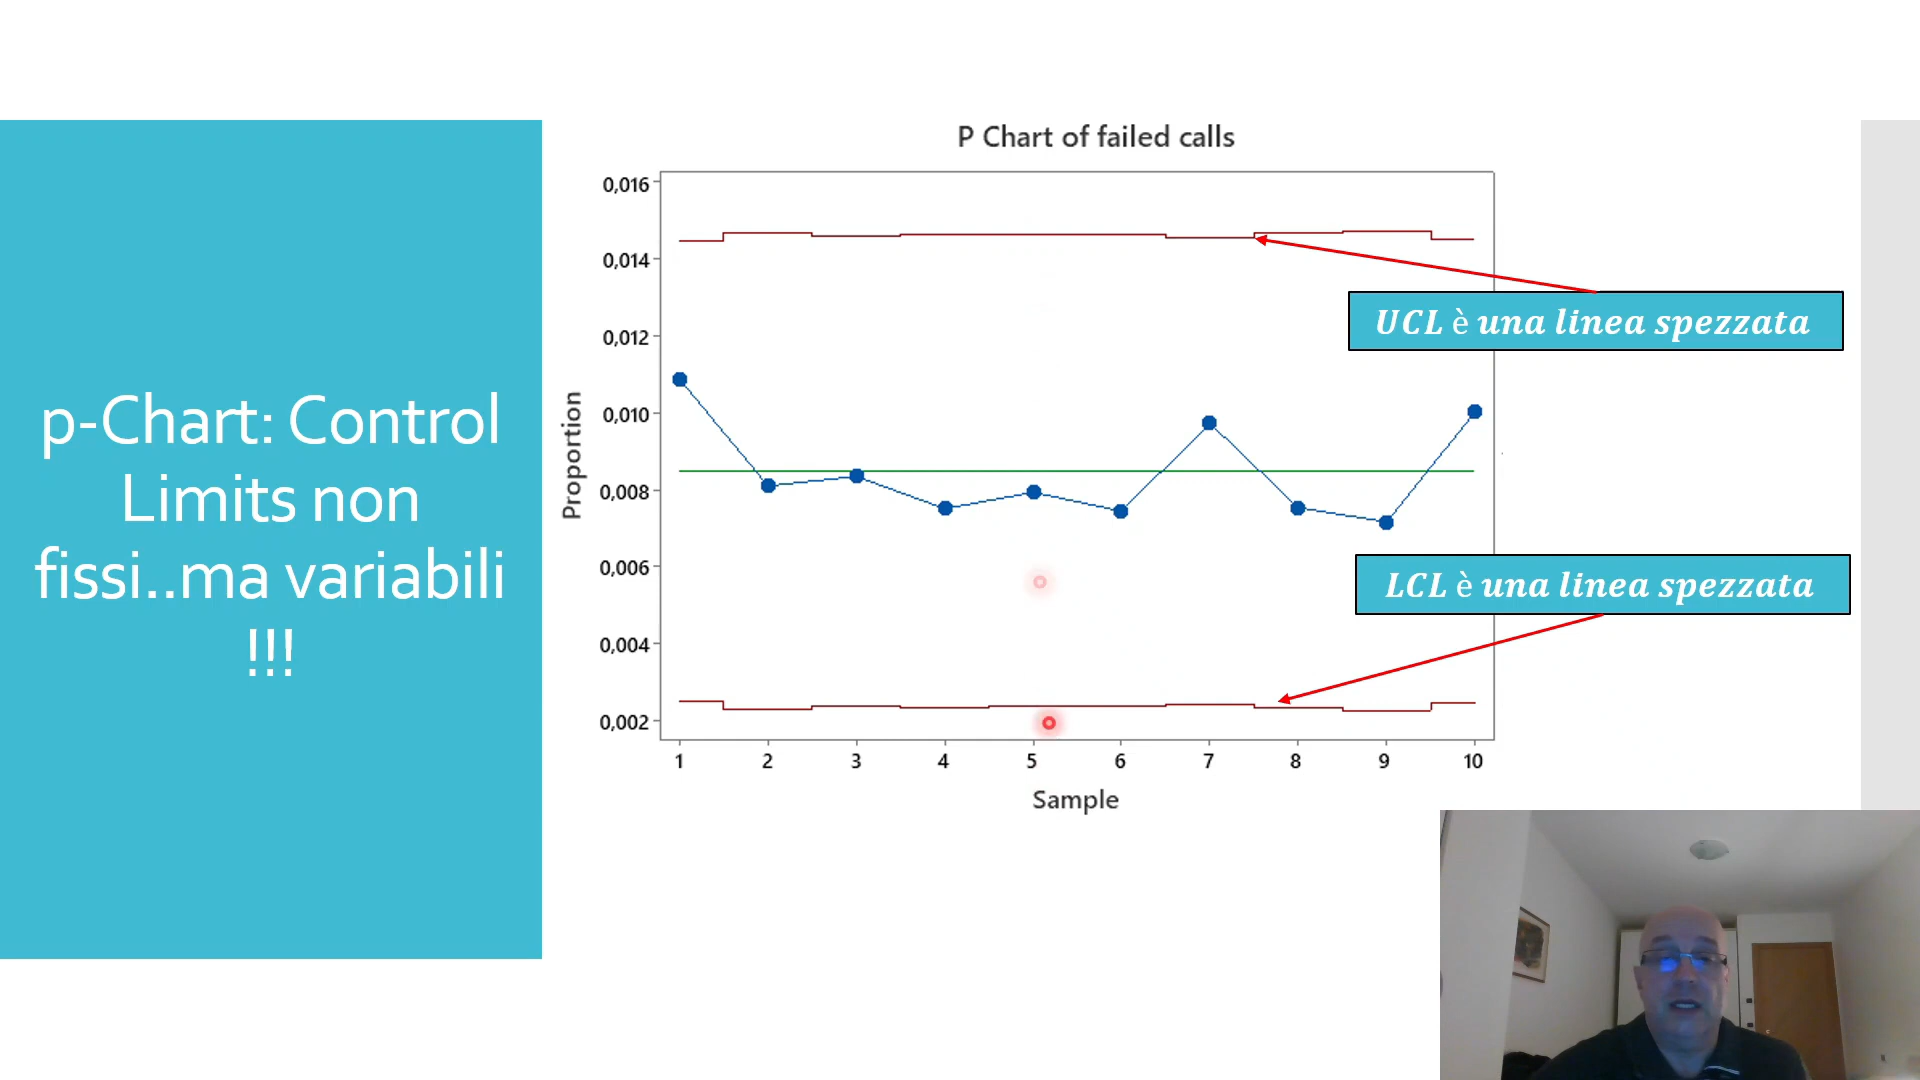 p-Chart: Control
Limits non
fissi..ma variabili
!!!
P Chart of failed calls
0,016
0,014
0,012
0,010
0,008
0,006
0,004
0,002
Proportion
1 2 3 4 5 6 7 8 9 10
Sample
UCL è una linea spezzata
LCL è una linea spezzata